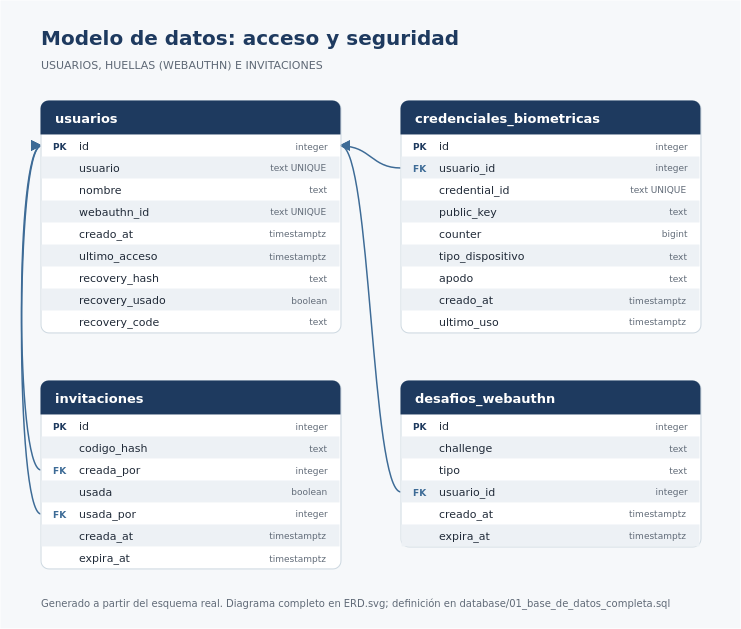 Modelo de datos: acceso y seguridad
USUARIOS, HUELLAS (WEBAUTHN) E INVITACIONES
usuarios
PK id integer
usuario text UNIQUE
nombre text
webauthn_id text UNIQUE
creado_at timestamptz
ultimo_acceso timestamptz
recovery_hash text
recovery_usado boolean
recovery_code text
credenciales_biometricas
PK id integer
FK usuario_id integer
credential_id text UNIQUE
public_key text
counter bigint
tipo_dispositivo text
apodo text
creado_at timestamptz
ultimo_uso timestamptz
invitaciones
PK id integer
codigo_hash text
FK creada_por integer
usada boolean
FK usada_por integer
creada_at timestamptz
expira_at timestamptz
desafios_webauthn
PK id integer
challenge text
tipo text
FK usuario_id integer
creado_at timestamptz
expira_at timestamptz
Generado a partir del esquema real. Diagrama completo en ERD.svg; definición en database/01_base_de_datos_completa.sql